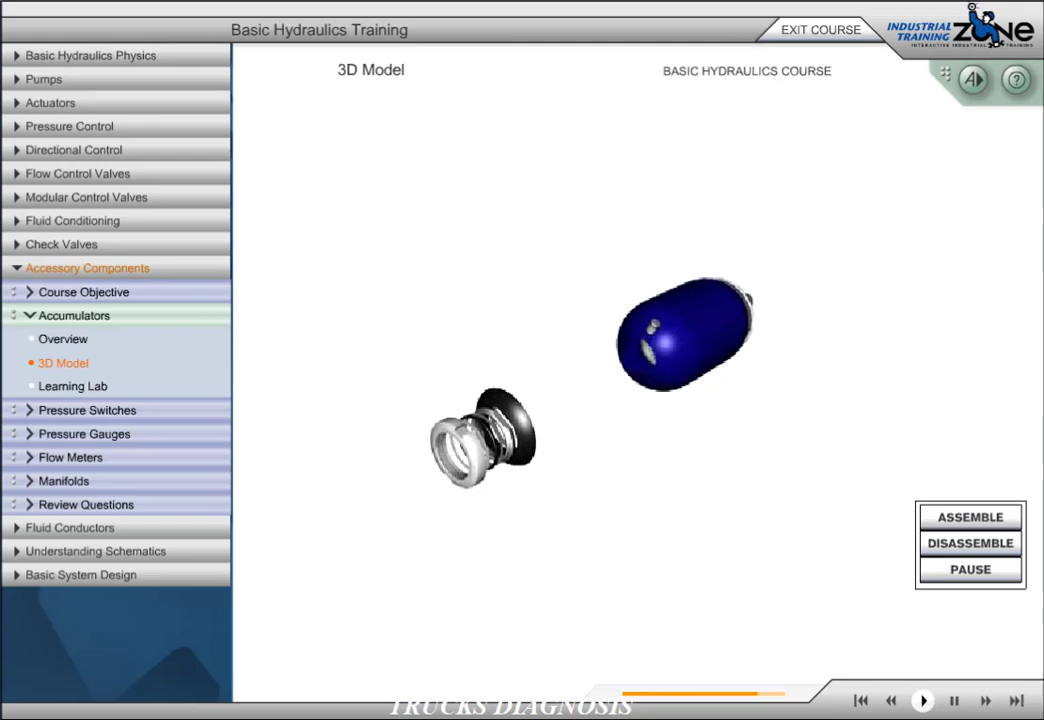 Basic Hydraulics Training
EXIT COURSE
INDUSTRIAL
TRAINING
ZONE
INTERACTIVE INDUSTRIAL TRAINING
3D Model
BASIC HYDRAULICS COURSE
A
?
Basic Hydraulics Physics
Pumps
Actuators
Pressure Control
Directional Control
Flow Control Valves
Modular Control Valves
Fluid Conditioning
Check Valves
Accessory Components
Course Objective
Accumulators
Overview
3D Model
Learning Lab
Pressure Switches
Pressure Gauges
Flow Meters
Manifolds
Review Questions
Fluid Conductors
Understanding Schematics
Basic System Design
ASSEMBLE
DISASSEMBLE
PAUSE
TRUCKS DIAGNOSIS